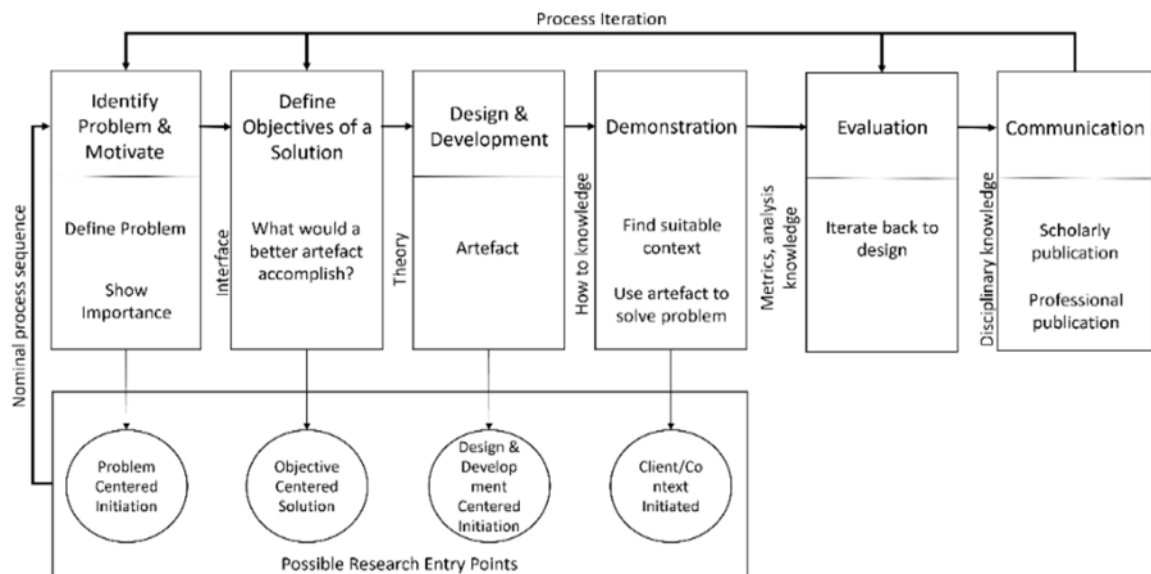 Process Iteration
Identify
Problem &
Motivate
Define Problem
Show
Importance
Define
Objectives of a
Solution
What would a
better artefact
accomplish?
Design &
Development
Artefact
Demonstration
Find suitable
context
Use artefact to
solve problem
Evaluation
Iterate back to
design
Communication
Scholarly
publication
Professional
publication
Nominal process sequence
Interface
Theory
How to knowledge
Metrics, analysis
knowledge
Disciplinary knowledge
Problem
Centered
Initiation
Objective
Centered
Solution
Design &
Develop
ment
Centered
Initiation
Client/Co
ntext
Initiated
Possible Research Entry Points